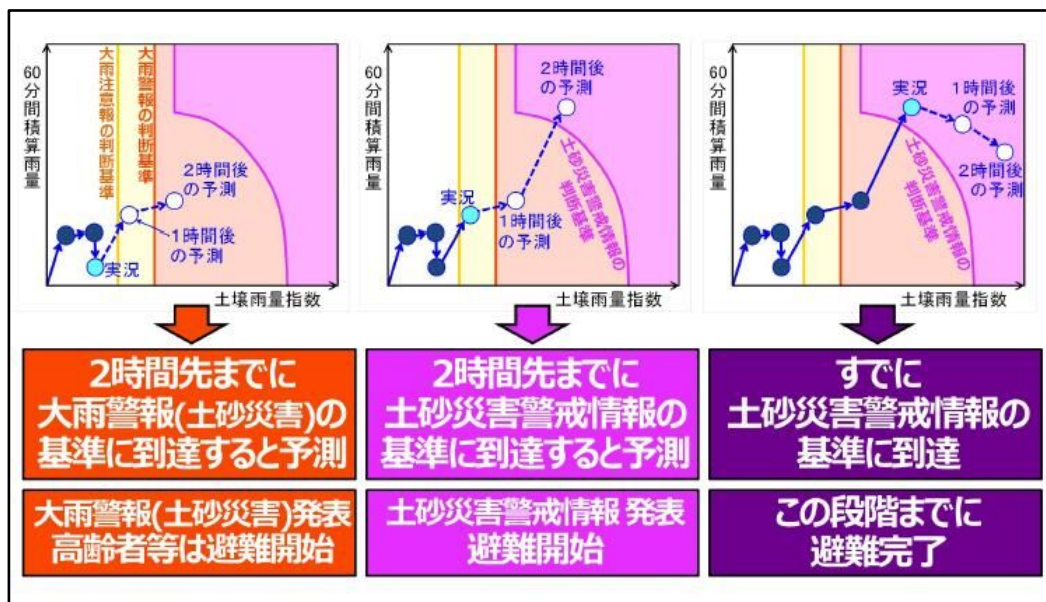 60分間積算雨量
大雨注意報の判断基準
大雨警報の判断基準
2時間後
の予測
1時間後
の予測
実況
土壌雨量指数
60分間積算雨量
2時間後
の予測
実況
1時間後
の予測
土砂災害警戒情報の
判断基準
土壌雨量指数
60分間積算雨量
実況
1時間後
の予測
2時間後
の予測
土砂災害警戒情報の
判断基準
土壌雨量指数
2時間先までに
大雨警報(土砂災害)の
基準に到達すると予測
大雨警報(土砂災害)発表
高齢者等は避難開始
2時間先までに
土砂災害警戒情報の
基準に到達すると予測
土砂災害警戒情報 発表
避難開始
すでに
土砂災害警戒情報の
基準に到達
この段階までに
避難完了